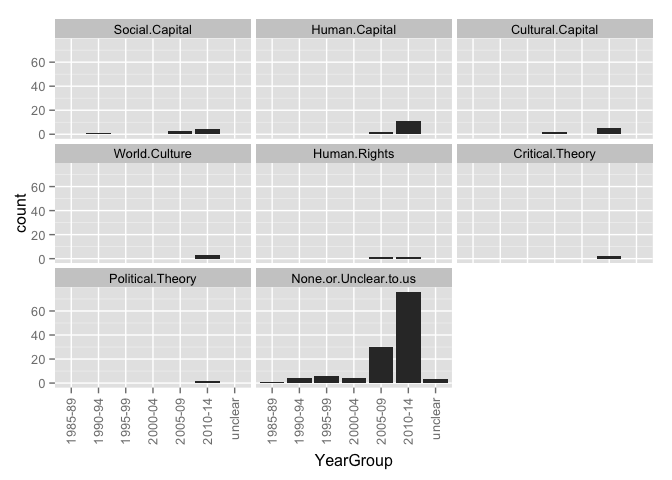 Social.Capital Human.Capital Cultural.Capital
60
40
20
0
World.Culture Human.Rights Critical.Theory
60
40
20
0
count
Political.Theory None.or.Unclear.to.us
60
40
20
0
1985-89 1990-94 1995-99 2000-04 2005-09 2010-14 unclear 1985-89 1990-94 1995-99 2000-04 2005-09 2010-14 unclear
YearGroup